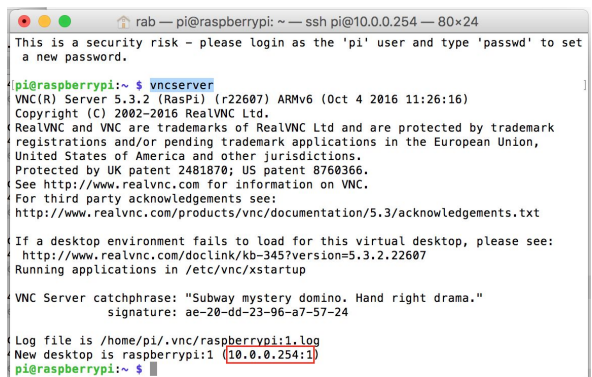 rab — pi@raspberrypi: ~ — ssh pi@10.0.0.254 — 80×24
This is a security risk - please login as the 'pi' user and type 'passwd' to set
a new password.
[pi@raspberrypi:~ $ vncserver ]
VNC(R) Server 5.3.2 (RasPi) (r22607) ARMv6 (Oct 4 2016 11:26:16)
Copyright (C) 2002-2016 RealVNC Ltd.
RealVNC and VNC are trademarks of RealVNC Ltd and are protected by trademark
registrations and/or pending trademark applications in the European Union,
United States of America and other jurisdictions.
Protected by UK patent 2481870; US patent 8760366.
See http://www.realvnc.com for information on VNC.
For third party acknowledgements see:
http://www.realvnc.com/products/vnc/documentation/5.3/acknowledgements.txt
If a desktop environment fails to load for this virtual desktop, please see:
http://www.realvnc.com/doclink/kb-345?version=5.3.2.22607
Running applications in /etc/vnc/xstartup
VNC Server catchphrase: "Subway mystery domino. Hand right drama."
signature: ae-20-dd-23-96-a7-57-24
Log file is /home/pi/.vnc/raspberrypi:1.log
New desktop is raspberrypi:1 (10.0.0.254:1)
pi@raspberrypi:~ $